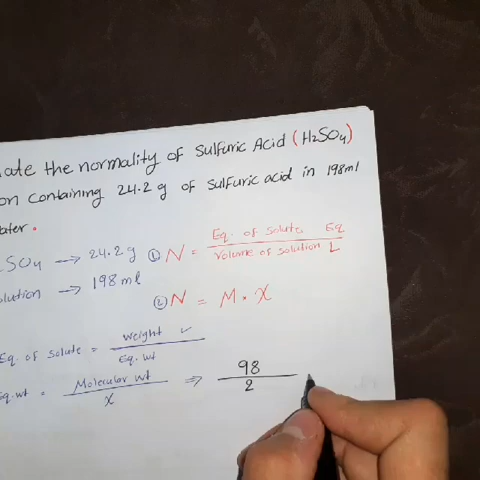 ate the normality of Sulfuric Acid (H2SO4)
on containing 24.2 g of sulfuric acid in 198ml
ater.
SO4 → 24.2 g ① N = Eq. of solute Eq / Volume of solution L
olution → 198 ml
② N = M . X
Eq. of solute = weight ✓ / Eq. wt
Eq.wt = Molecular wt / X ⇒ 98 / 2